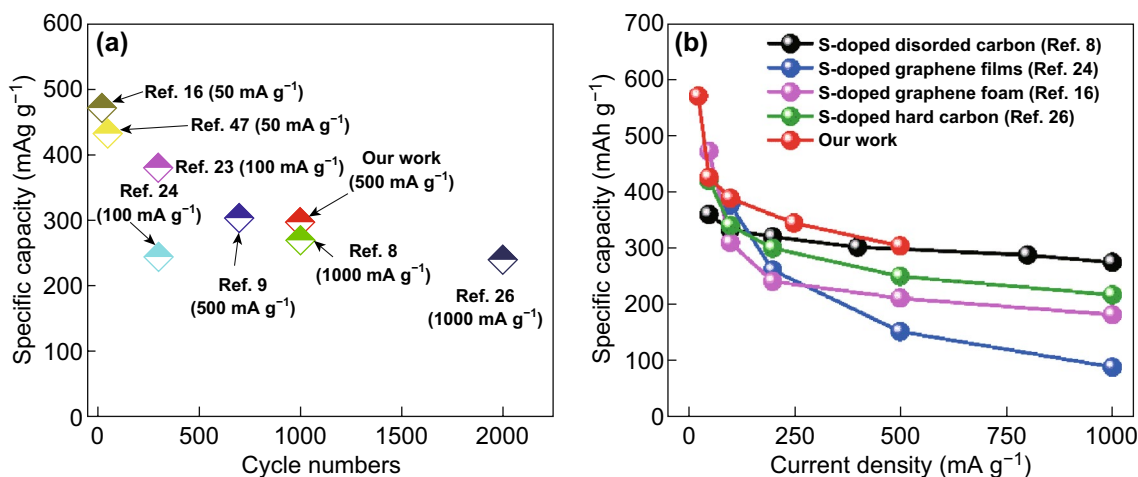 (a)
Specific capacity (mAg g⁻¹)
600
500
400
300
200
100
0
Ref. 16 (50 mA g⁻¹)
Ref. 47 (50 mA g⁻¹)
Ref. 23 (100 mA g⁻¹)
Our work
(500 mA g⁻¹)
Ref. 24
(100 mA g⁻¹)
Ref. 9
(500 mA g⁻¹)
Ref. 8
(1000 mA g⁻¹)
Ref. 26
(1000 mA g⁻¹)
0 500 1000 1500 2000
Cycle numbers
(b)
Specific capacity (mAh g⁻¹)
700
600
500
400
300
200
100
0
S-doped disorded carbon (Ref. 8)
S-doped graphene films (Ref. 24)
S-doped graphene foam (Ref. 16)
S-doped hard carbon (Ref. 26)
Our work
0 250 500 750 1000
Current density (mA g⁻¹)